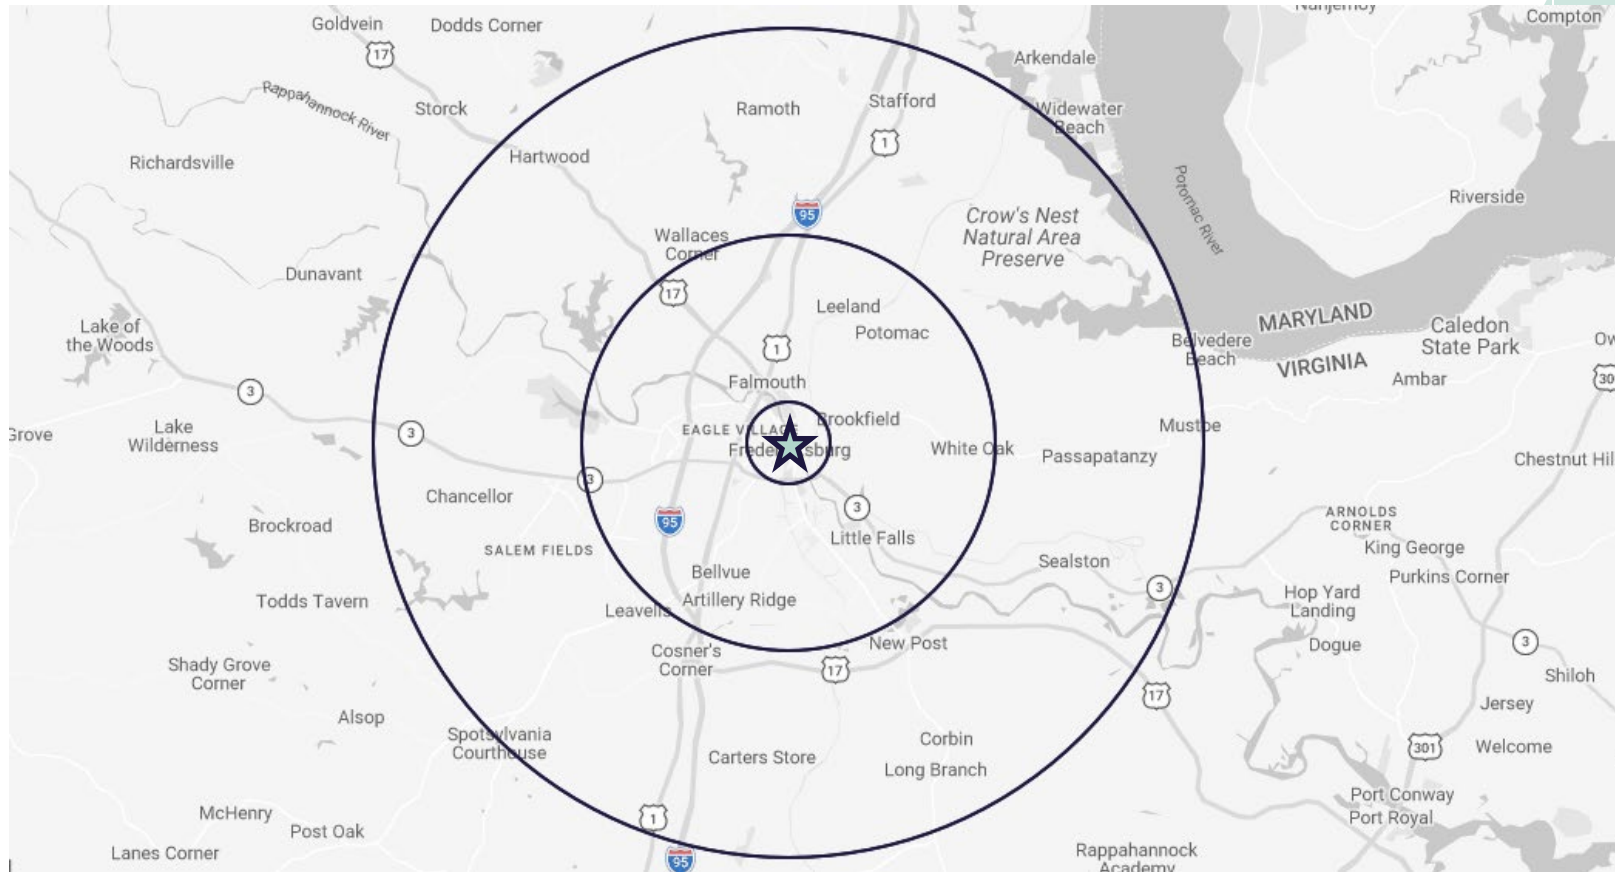 Goldvein
Dodds Corner
Compton
17
Arkendale
Rappahannock River
Storck
Ramoth
Stafford
Widewater
Beach
1
Richardsville
Hartwood
Potomac River
Riverside
95
Crow's Nest
Natural Area
Preserve
Wallaces
Corner
Dunavant
17
Leeland
MARYLAND
Lake of
the Woods
Potomac
Caledon
State Park
1
Belvedere
Beach
VIRGINIA
Falmouth
Ambar
3
Brookfield
Mustoe
Grove
Lake
Wilderness
3
EAGLE VILLAGE
Fredericksburg
White Oak
Passapatanzy
3
Chancellor
3
95
Brockroad
SALEM FIELDS
Little Falls
ARNOLDS
CORNER
King George
Sealston
Bellvue
Purkins Corner
Todds Tavern
Leavells
Artillery Ridge
3
Hop Yard
Landing
New Post
Dogue
3
Cosner's
Corner
17
Shady Grove
Corner
17
Shiloh
Jersey
Alsop
Spotsylvania
Courthouse
Corbin
301
Welcome
Carters Store
Long Branch
McHenry
1
Port Conway
Port Royal
Post Oak
Lanes Corner
95
Rappahannock
Academy